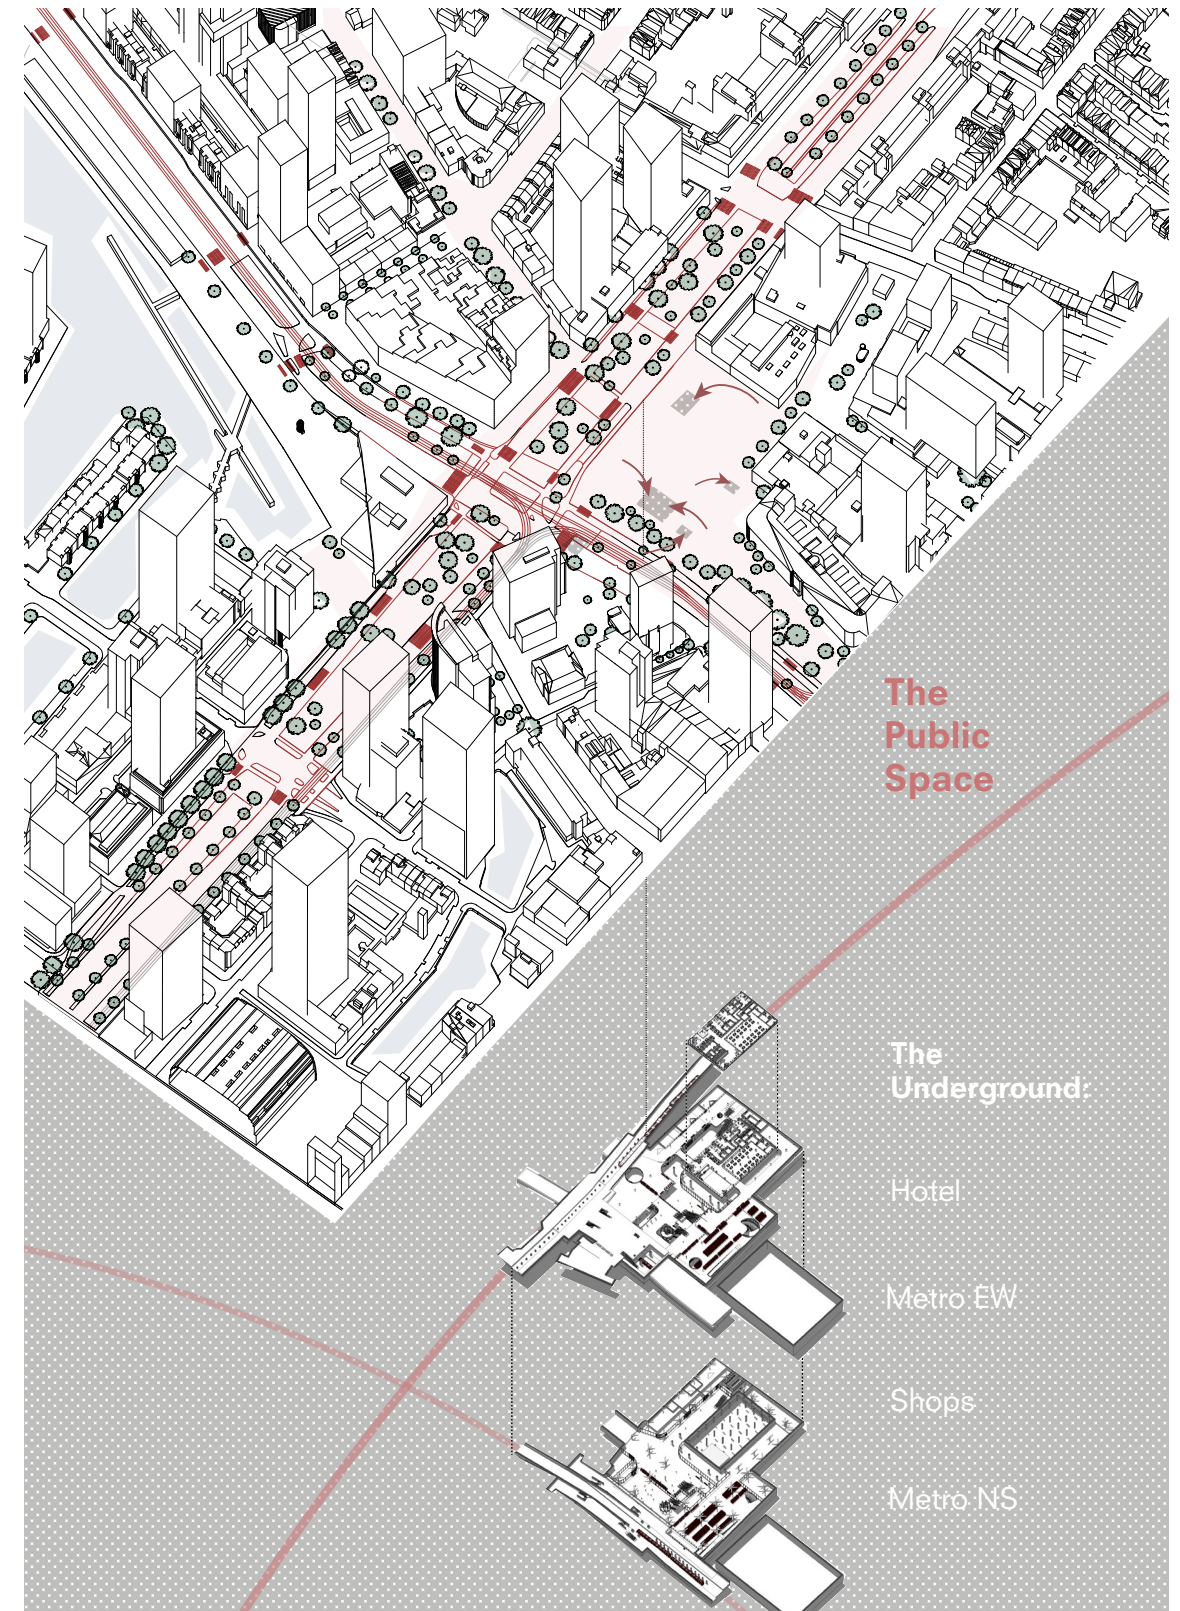 The
Public
Space
The
Underground:
Hotel
Metro EW
Shops
Metro NS